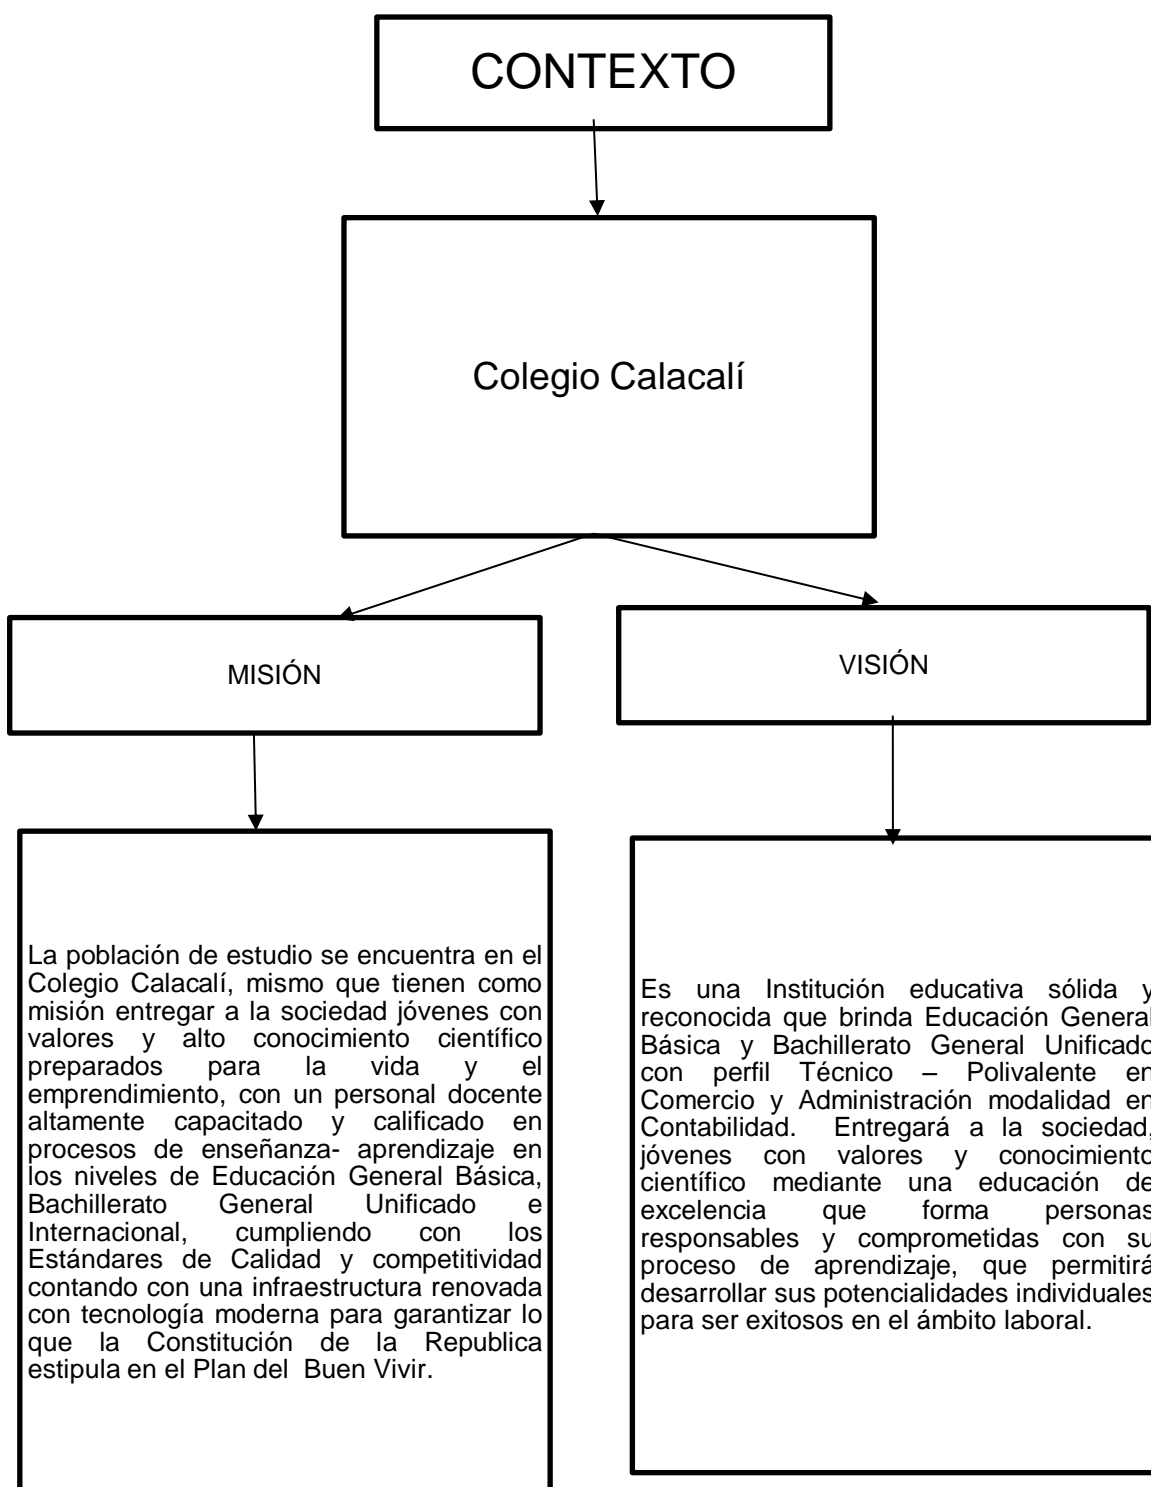 CONTEXTO
Colegio Calacalí
MISIÓN
VISIÓN
La población de estudio se encuentra en el
Colegio Calacalí, mismo que tienen como
misión entregar a la sociedad jóvenes con
valores y alto conocimiento científico
preparados para la vida y el
emprendimiento, con un personal docente
altamente capacitado y calificado en
procesos de enseñanza- aprendizaje en
los niveles de Educación General Básica,
Bachillerato General Unificado e
Internacional, cumpliendo con los
Estándares de Calidad y competitividad
contando con una infraestructura renovada
con tecnología moderna para garantizar lo
que la Constitución de la Republica
estipula en el Plan del Buen Vivir.
Es una Institución educativa sólida y
reconocida que brinda Educación General
Básica y Bachillerato General Unificado
con perfil Técnico – Polivalente en
Comercio y Administración modalidad en
Contabilidad. Entregará a la sociedad,
jóvenes con valores y conocimiento
científico mediante una educación de
excelencia que forma personas
responsables y comprometidas con su
proceso de aprendizaje, que permitirá
desarrollar sus potencialidades individuales
para ser exitosos en el ámbito laboral.